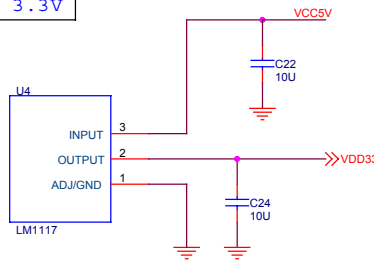 3.3V
VCC5V
C22
10U
U4
INPUT 3
OUTPUT 2
VDD33
ADJ/GND 1
C24
10U
LM1117